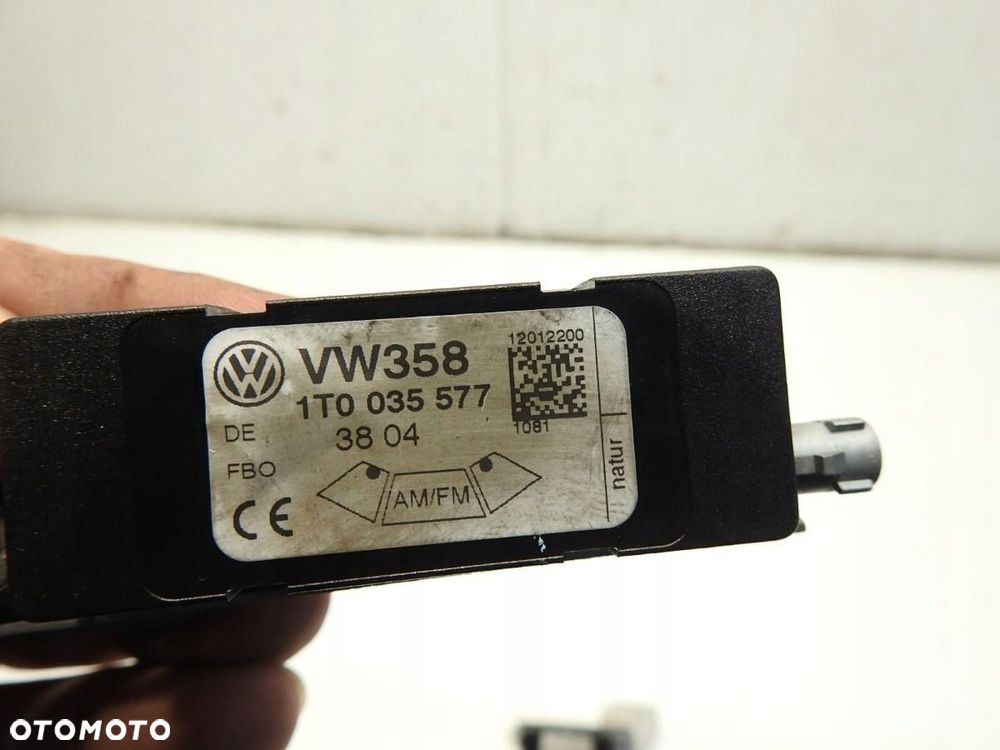 VW358
1T0 035 577
DE 38 04
FBO
AM/FM
12012200
1081
natur
CE
OTOMOTO